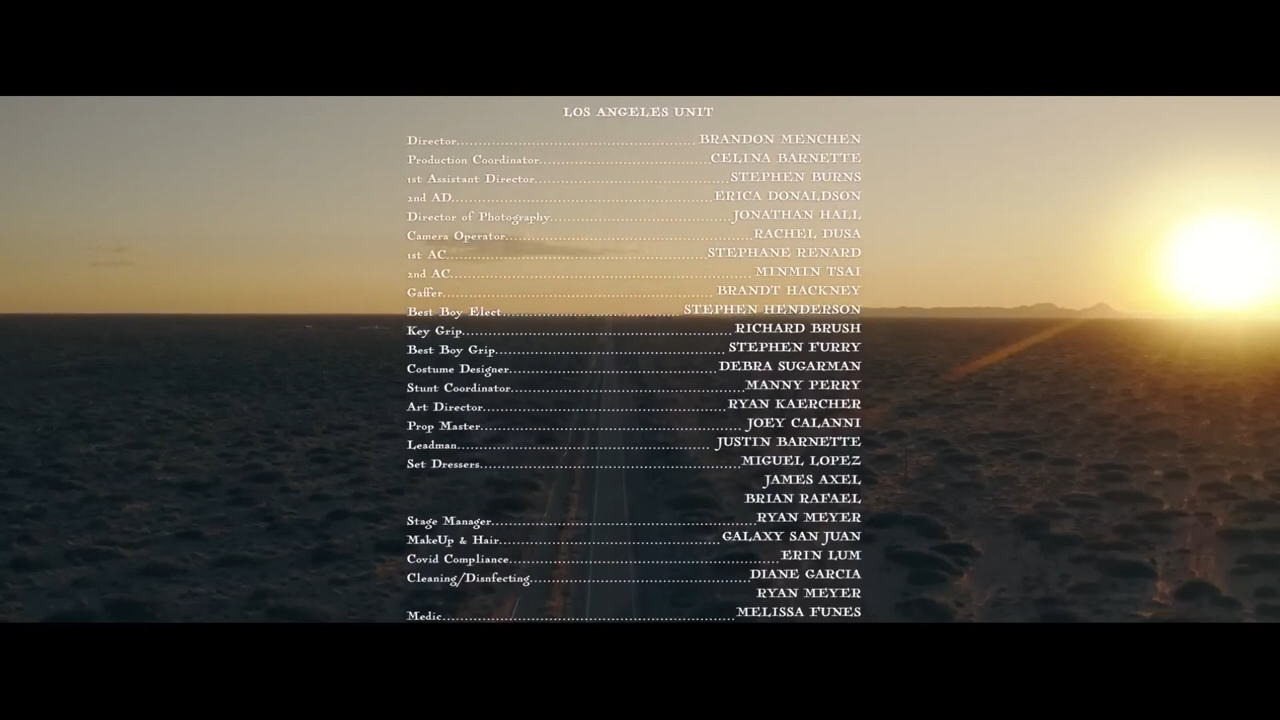 LOS ANGELES UNIT
Director........................................................BRANDON MENCHEN
Production Coordinator........................................CELINA BARNETTE
1st Assistant Director............................................STEPHEN BURNS
2nd AD............................................................ERICA DONALDSON
Director of Photography..........................................JONATHAN HALL
Camera Operator.........................................................RACHEL DUSA
1st AC............................................................STEPHANE RENARD
2nd AC....................................................................MINMIN TSAI
Gaffer.............................................................BRANDT HACKNEY
Best Boy Elect..........................................STEPHEN HENDERSON
Key Grip.............................................................RICHARD BRUSH
Best Boy Grip....................................................STEPHEN FURRY
Costume Designer................................................DEBRA SUGARMAN
Stunt Coordinator......................................................MANNY PERRY
Art Director.......................................................RYAN KAERCHER
Prop Master............................................................JOEY CALANNI
Leadman..........................................................JUSTIN BARNETTE
Set Dressers............................................................MIGUEL LOPEZ
JAMES AXEL
BRIAN RAFAEL
Stage Manager............................................................RYAN MEYER
MakeUp & Hair..................................................GALAXY SAN JUAN
Covid Compliance.............................................................ERIN LUM
Cleaning/Disnfecting..................................................DIANE GARCIA
RYAN MEYER
Medic..................................................................MELISSA FUNES